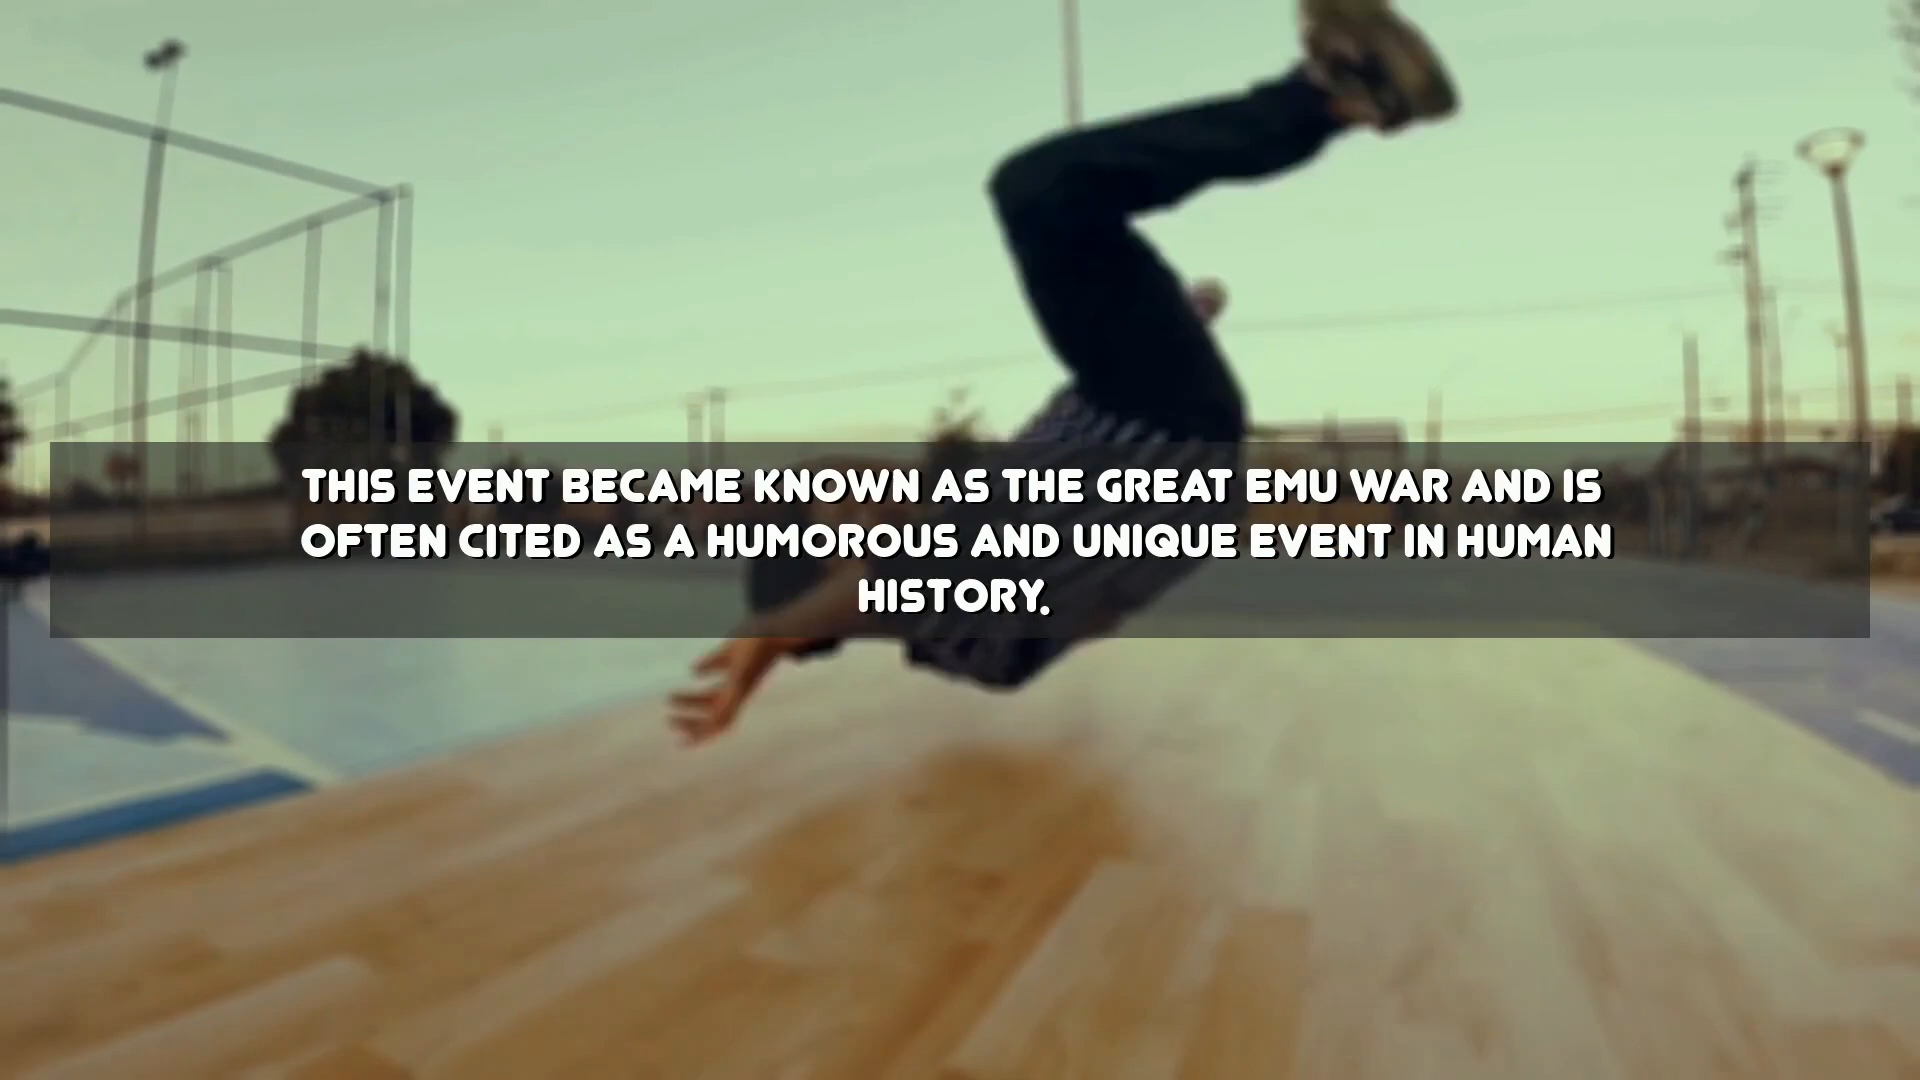 THIS EVENT BECAME KNOWN AS THE GREAT EMU WAR AND IS
OFTEN CITED AS A HUMOROUS AND UNIQUE EVENT IN HUMAN
HISTORY.